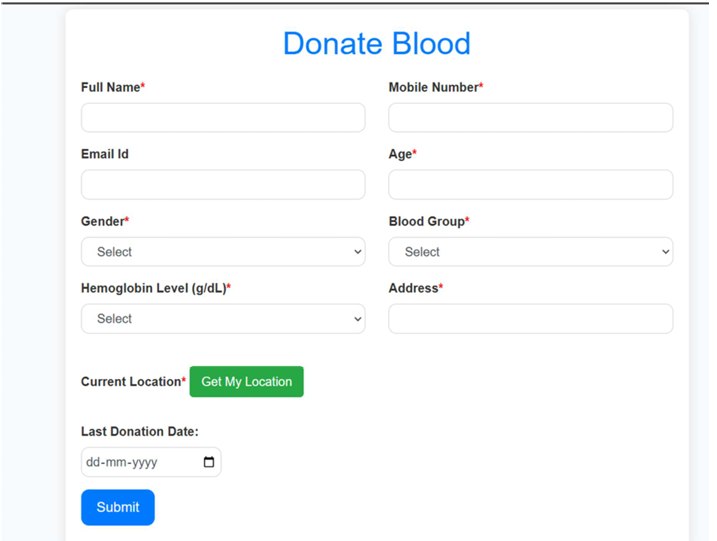 Donate Blood
Full Name* Mobile Number*
Email Id Age*
Gender* Blood Group*
Select Select
Hemoglobin Level (g/dL)* Address*
Select
Current Location* Get My Location
Last Donation Date:
dd-mm-yyyy
Submit